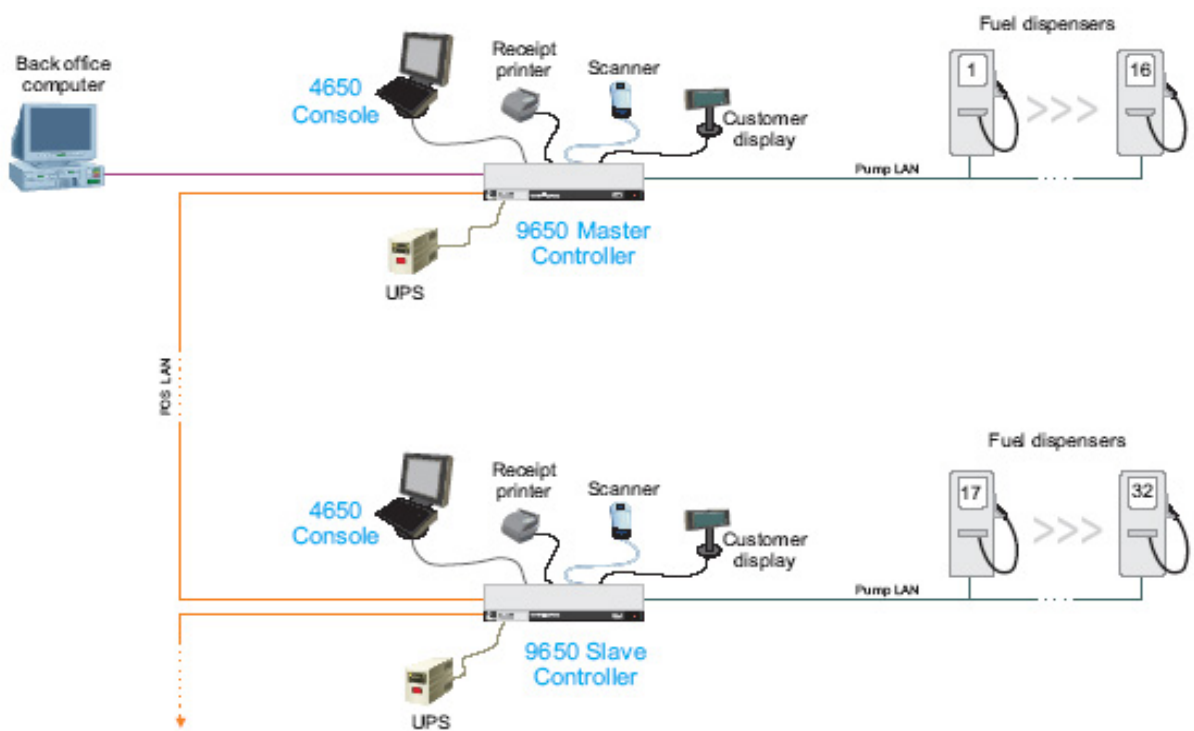 Fuel dispensers
1
16
Back office
computer
4650
Console
Receipt
printer
Scanner
Customer
display
Pump LAN
9650 Master
Controller
UPS
POS LAN
Fuel dispensers
17
32
4650
Console
Receipt
printer
Scanner
Customer
display
Pump LAN
9650 Slave
Controller
UPS